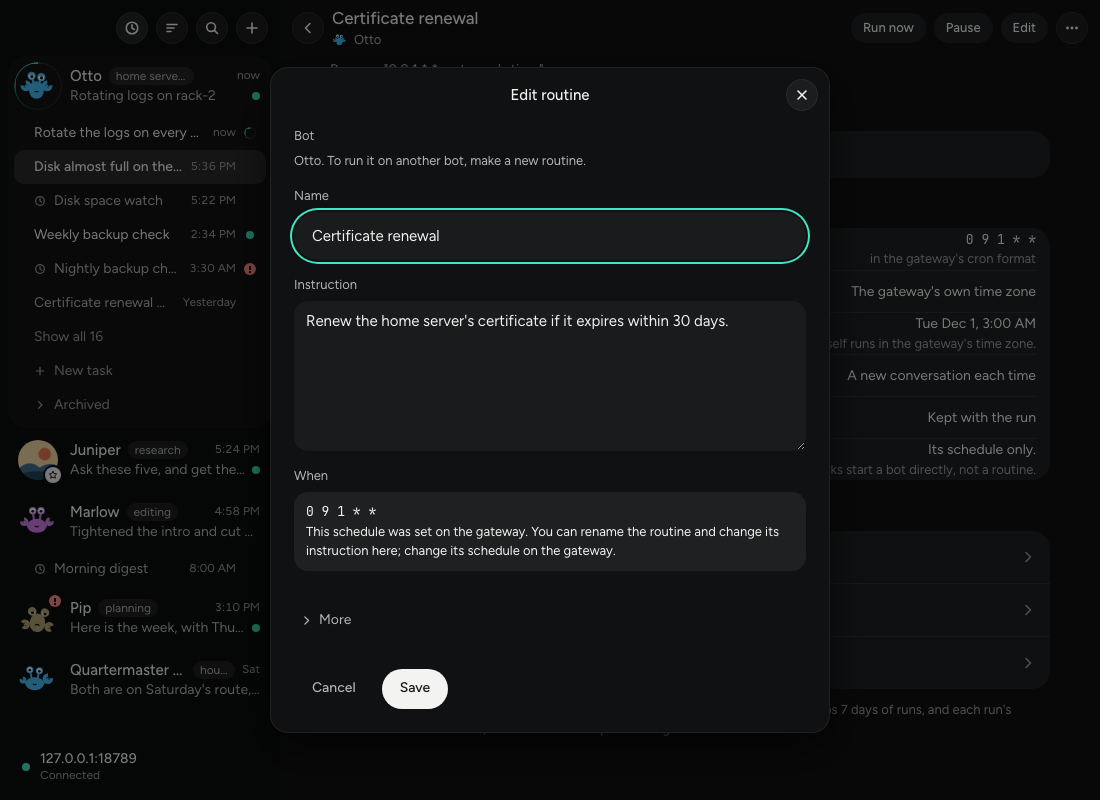 Certificate renewal
Otto
Run now
Pause
Edit
Otto
home serve...
now
Rotating logs on rack-2
Rotate the logs on every ...
now
Disk almost full on the...
5:36 PM
Disk space watch
5:22 PM
Weekly backup check
2:34 PM
Nightly backup ch...
3:30 AM
Certificate renewal ...
Yesterday
Show all 16
New task
Archived
Juniper
research
5:24 PM
Ask these five, and get the...
Marlow
editing
4:58 PM
Tightened the intro and cut ...
Morning digest
8:00 AM
Pip
planning
3:10 PM
Here is the week, with Thu...
Quartermaster ...
hou...
Sat
Both are on Saturday's route,...
127.0.0.1:18789
Connected
Edit routine
Bot
Otto. To run it on another bot, make a new routine.
Name
Certificate renewal
Instruction
Renew the home server's certificate if it expires within 30 days.
When
0 9 1 * *
This schedule was set on the gateway. You can rename the routine and change its
instruction here; change its schedule on the gateway.
More
Cancel
Save
0 9 1 * *
in the gateway's cron format
The gateway's own time zone
Tue Dec 1, 3:00 AM
runs in the gateway's time zone.
A new conversation each time
Kept with the run
Its schedule only.
start a bot directly, not a routine.
7 days of runs, and each run's